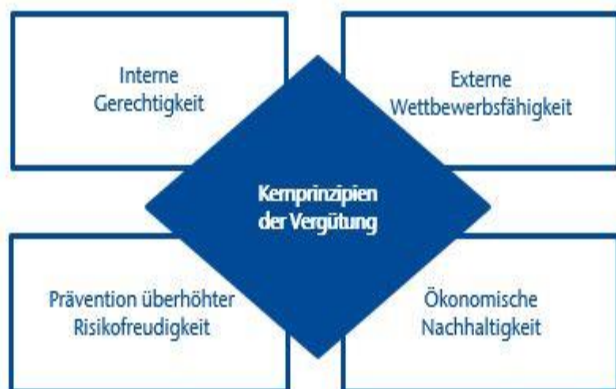 Interne
Gerechtigkeit
Externe
Wettbewerbsfähigkeit
Kernprinzipien
der Vergütung
Prävention überhöhter
Risikofreudigkeit
Ökonomische
Nachhaltigkeit